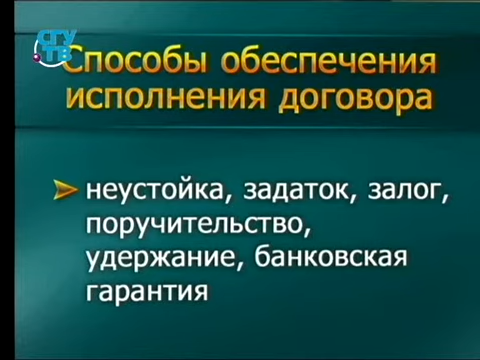 СГУ
ТВ
Способы обеспечения
исполнения договора
неустойка, задаток, залог,
поручительство,
удержание, банковская
гарантия